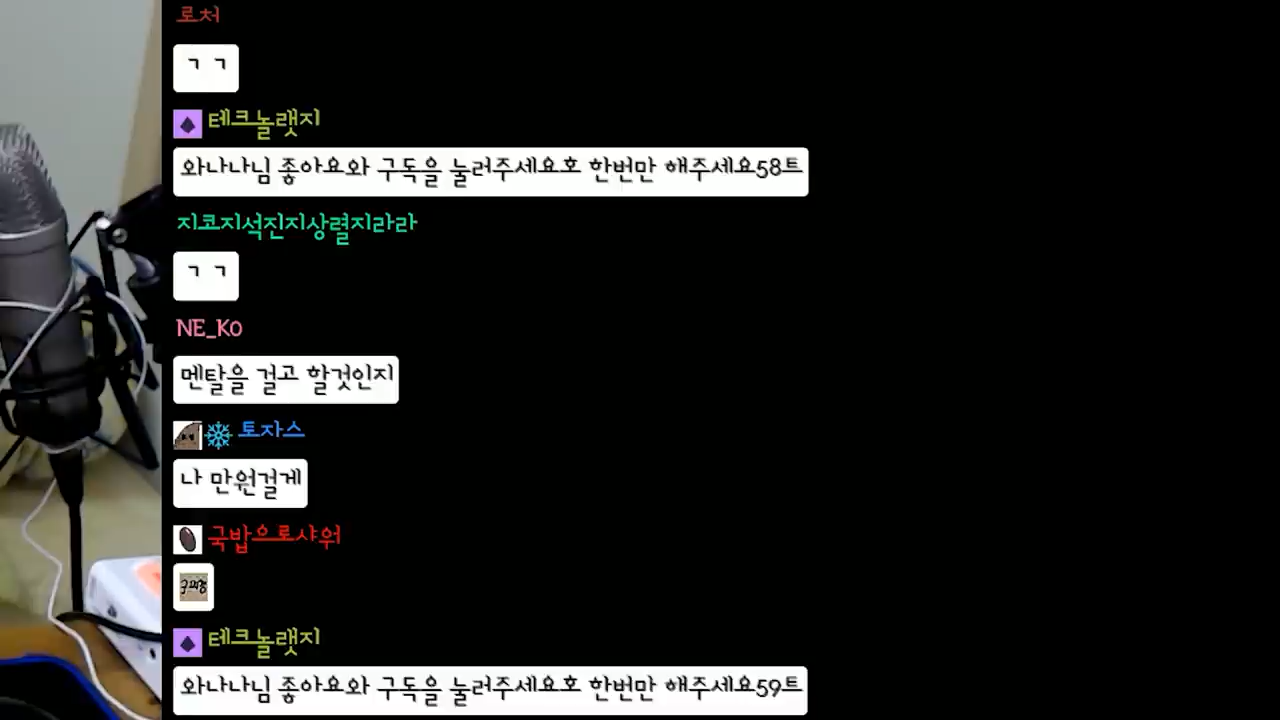 로처
ㄱㄱ
테크놀랫지
와나나님 좋아요와 구독을 눌러주세요호 한번만 해주세요58트
지코지석진지상렬지라라
ㄱㄱ
NE_KO
멘탈을 걸고 할것인지
토자스
나 만원걸게
국밥으로샤워
테크놀랫지
와나나님 좋아요와 구독을 눌러주세요호 한번만 해주세요59트